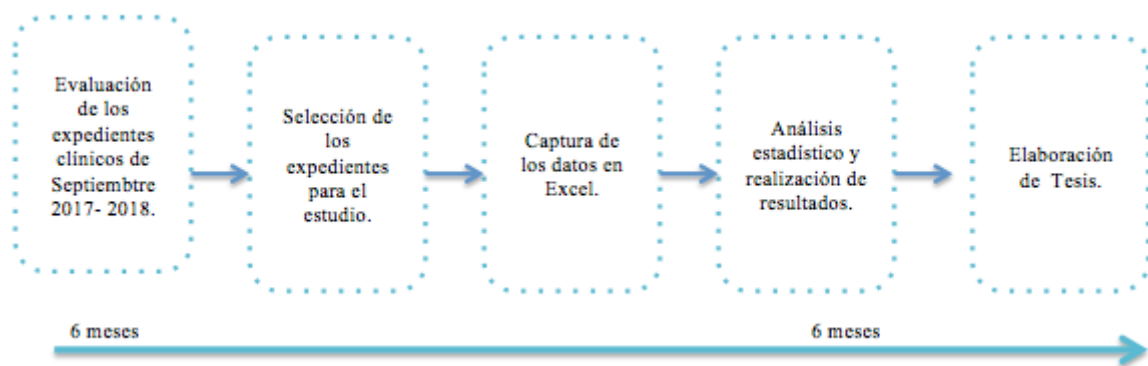 Evaluación
de los
expedientes
clínicos de
Septiembtre
2017- 2018.
Selección de
los
expedientes
para el
estudio.
Captura de
los datos en
Excel.
Análisis
estadístico y
realización de
resultados.
Elaboración
de Tesis.
6 meses
6 meses